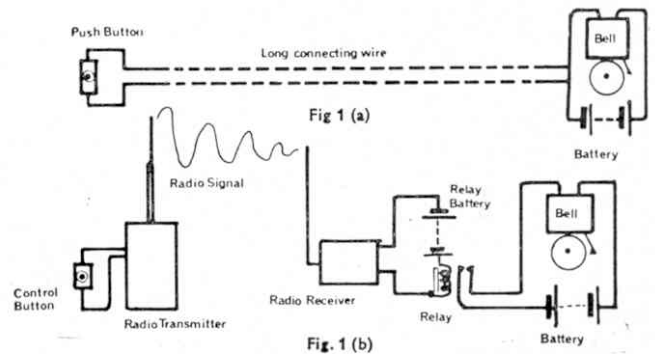 Push Button
Long connecting wire
Bell
Fig 1 (a)
Battery
Radio Signal
Relay
Battery
Bell
Control
Button
Radio Transmitter
Radio Receiver
Relay
Battery
Fig. 1 (b)